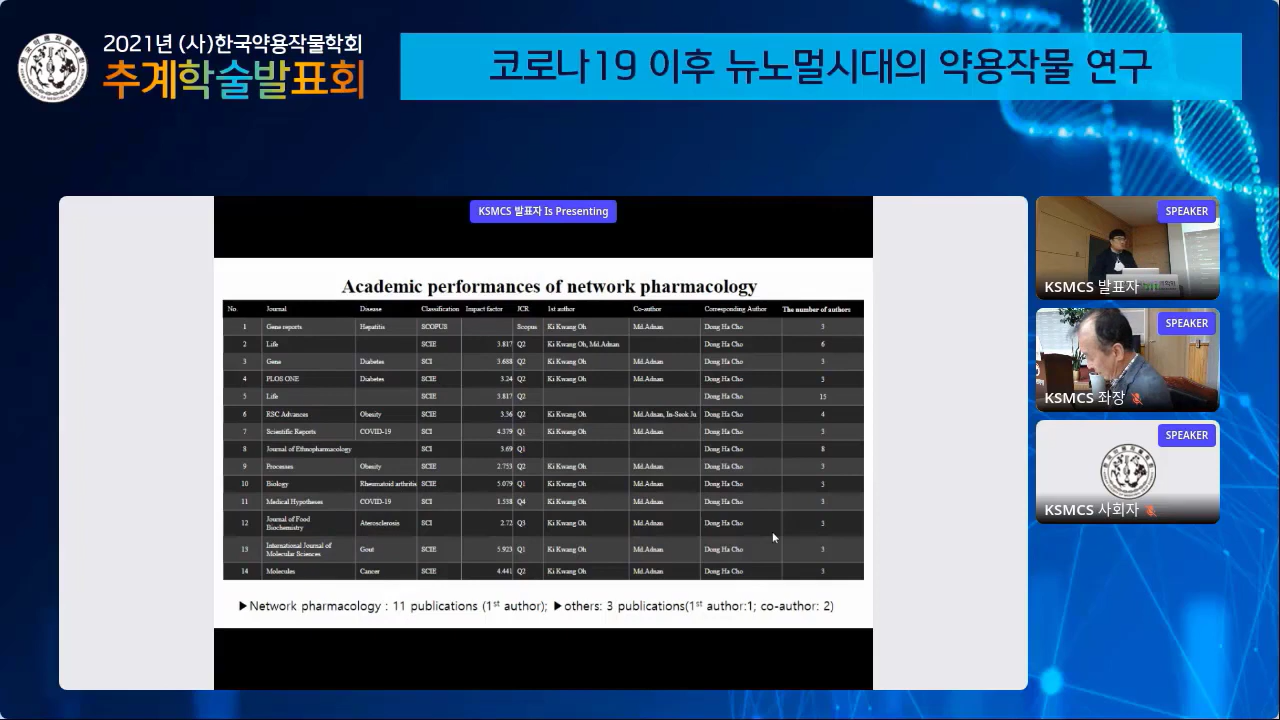 2021년 (사)한국약용작물학회
추계학술발표회
코로나19 이후 뉴노멀시대의 약용작물 연구
KSMCS 발표자 Is Presenting
Academic performances of network pharmacology
No. Journal Disease Classification Impact factor JCR 1st author Co-author Corresponding Author The number of authors
1 Gene reports Hepatitis SCOPUS Scopus Ki Kwang Oh Md.Adnan Dong Ha Cho 3
2 Life SCIE 3.817 Q2 Ki Kwang Oh, Md.Adnan Dong Ha Cho 6
3 Gene Diabetes SCI 3.688 Q2 Ki Kwang Oh Md.Adnan Dong Ha Cho 3
4 PLOS ONE Diabetes SCIE 3.24 Q2 Ki Kwang Oh Md.Adnan Dong Ha Cho 3
5 Life SCIE 3.817 Q2 Dong Ha Cho 15
6 RSC Advances Obesity SCIE 3.36 Q2 Ki Kwang Oh Md.Adnan, In-Seok Ju Dong Ha Cho 4
7 Scientific Reports COVID-19 SCI 4.379 Q1 Ki Kwang Oh Md.Adnan Dong Ha Cho 3
8 Journal of Ethnopharmacology SCI 3.69 Q1 Dong Ha Cho 8
9 Processes Obesity SCIE 2.753 Q2 Ki Kwang Oh Md.Adnan Dong Ha Cho 3
10 Biology Rheumatoid arthritis SCIE 5.079 Q1 Ki Kwang Oh Md.Adnan Dong Ha Cho 3
11 Medical Hypotheses COVID-19 SCI 1.538 Q4 Ki Kwang Oh Md.Adnan Dong Ha Cho 3
12 Journal of Food Biochemistry Aterosclerosis SCI 2.72 Q3 Ki Kwang Oh Md.Adnan Dong Ha Cho 3
13 International Journal of Molecular Sciences Gout SCIE 5.923 Q1 Ki Kwang Oh Md.Adnan Dong Ha Cho 3
14 Molecules Cancer SCIE 4.441 Q2 Ki Kwang Oh Md.Adnan Dong Ha Cho 3
▶Network pharmacology : 11 publications (1st author); ▶others: 3 publications(1st author:1; co-author: 2)
SPEAKER
KSMCS 발표자
SPEAKER
KSMCS 좌장
SPEAKER
KSMCS 사회자